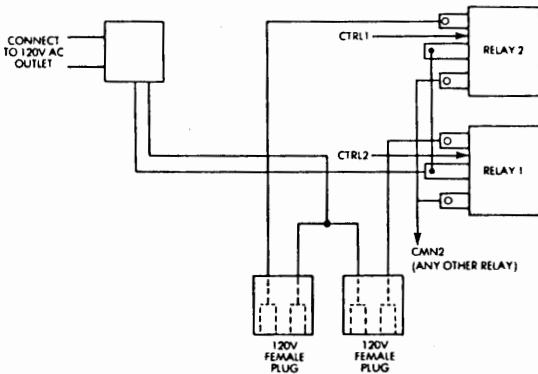 CONNECT
TO 120V AC
OUTLET
CTRL1
RELAY 2
CTRL2
RELAY 1
CMN2
(ANY OTHER RELAY)
120V
FEMALE
PLUG
120V
FEMALE
PLUG